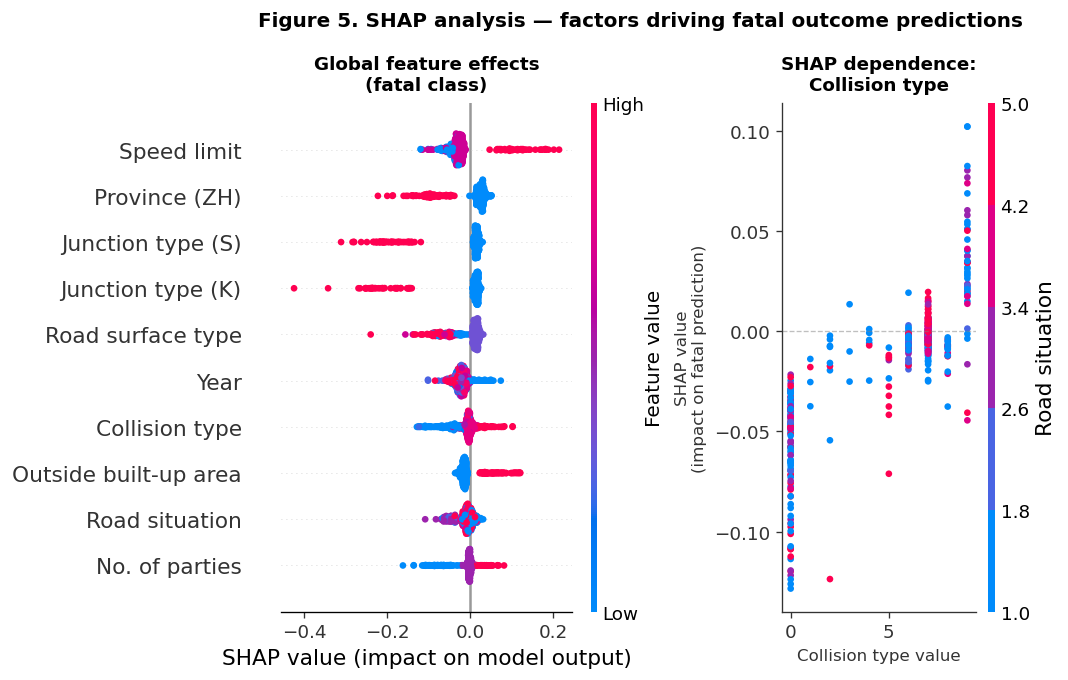 Figure 5. SHAP analysis — factors driving fatal outcome predictions
Global feature effects
(fatal class)
Speed limit
Province (ZH)
Junction type (S)
Junction type (K)
Road surface type
Year
Collision type
Outside built-up area
Road situation
No. of parties
−0.4
−0.2
0.0
0.2
SHAP value (impact on model output)
High
Low
Feature value
SHAP dependence:
Collision type
0.10
0.05
0.00
−0.05
−0.10
SHAP value
(impact on fatal prediction)
0
5
Collision type value
5.0
4.2
3.4
2.6
1.8
1.0
Road situation